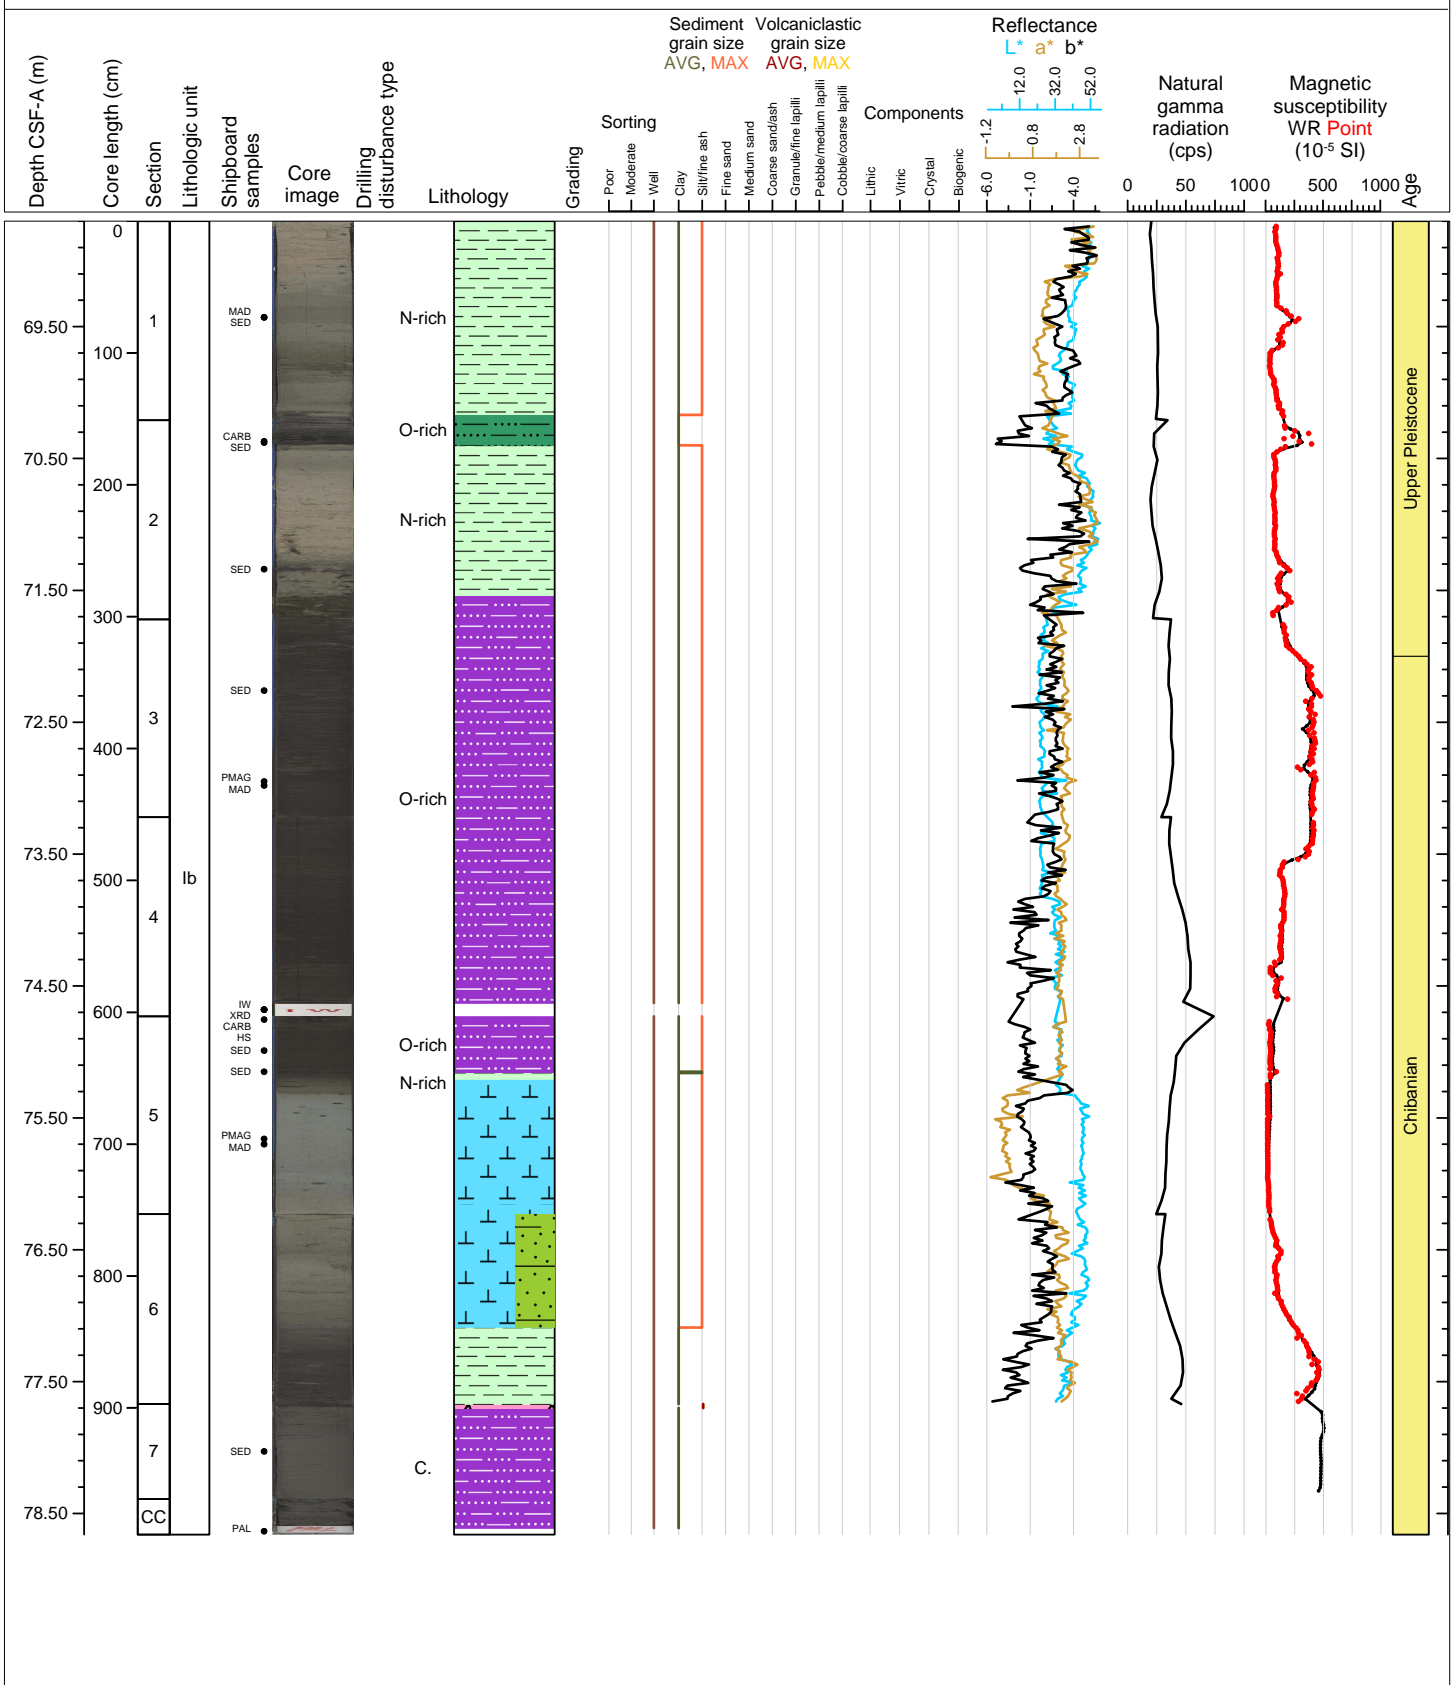 Depth CSF-A (m)
Core length (cm)
Section
Lithologic unit
Shipboard
samples
Core
image
Drilling
disturbance type
Lithology
Grading
Sorting
Poor
Moderate
Well
Sediment
grain size
AVG, MAX
Volcaniclastic
grain size
AVG, MAX
Clay
Silt/fine ash
Fine sand
Medium sand
Coarse sand/ash
Granule/fine lapilli
Pebble/medium lapilli
Cobble/coarse lapilli
Components
Lithic
Vitric
Crystal
Biogenic
Reflectance
L* a* b*
12.0 32.0 52.0
-1.2 0.8 2.8
-6.0 -1.0 4.0
Natural
gamma
radiation
(cps)
0 50 100
Magnetic
susceptibility
WR Point
(10⁻⁵ SI)
0 500 1000
Age
0
MAD
SED
1
N-rich
69.50
100
CARB
SED
O-rich
70.50
200
2
N-rich
Upper Pleistocene
SED
71.50
300
SED
3
72.50
400
PMAG
MAD
O-rich
73.50
500
Ib
4
74.50
IW
XRD
CARB
HS
SED
SED
I W
600
O-rich
N-rich
75.50
5
Chibanian
PMAG
MAD
700
76.50
800
6
77.50
900
7
SED
C.
78.50
CC
PAL
PAL